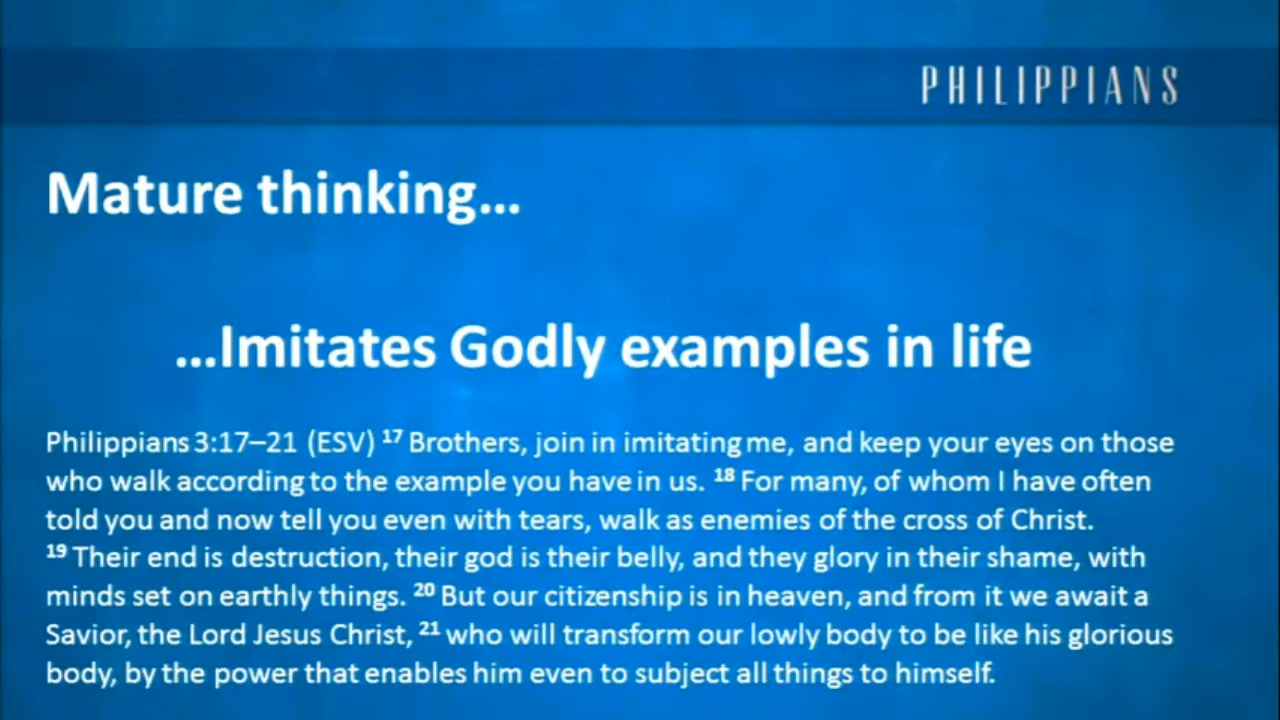 PHILIPPIANS
Mature thinking...
...Imitates Godly examples in life
Philippians 3:17–21 (ESV) 17 Brothers, join in imitating me, and keep your eyes on those
who walk according to the example you have in us. 18 For many, of whom I have often
told you and now tell you even with tears, walk as enemies of the cross of Christ.
19 Their end is destruction, their god is their belly, and they glory in their shame, with
minds set on earthly things. 20 But our citizenship is in heaven, and from it we await a
Savior, the Lord Jesus Christ, 21 who will transform our lowly body to be like his glorious
body, by the power that enables him even to subject all things to himself.